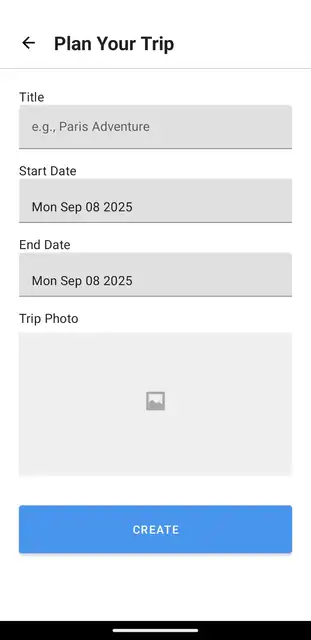 Plan Your Trip
Title
e.g., Paris Adventure
Start Date
Mon Sep 08 2025
End Date
Mon Sep 08 2025
Trip Photo
CREATE